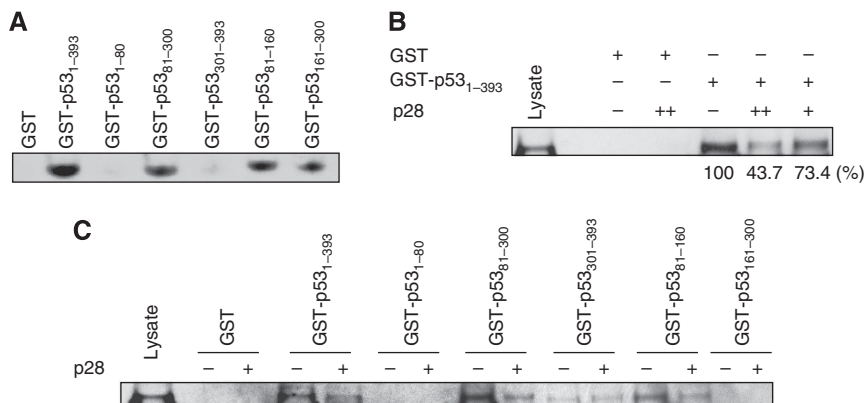 A
GST
GST-p53₁₋₃₉₃
GST-p53₁₋₈₀
GST-p53₈₁₋₃₀₀
GST-p53₃₀₁₋₃₉₃
GST-p53₈₁₋₁₆₀
GST-p53₁₆₁₋₃₀₀
B
GST + + − − −
GST-p53₁₋₃₉₃ − − + + +
p28 − ++ − ++ +
Lysate
100 43.7 73.4 (%)
C
Lysate
GST
GST-p53₁₋₃₉₃
GST-p53₁₋₈₀
GST-p53₈₁₋₃₀₀
GST-p53₃₀₁₋₃₉₃
GST-p53₈₁₋₁₆₀
GST-p53₁₆₁₋₃₀₀
p28 − + − + − + − + − + − + − +